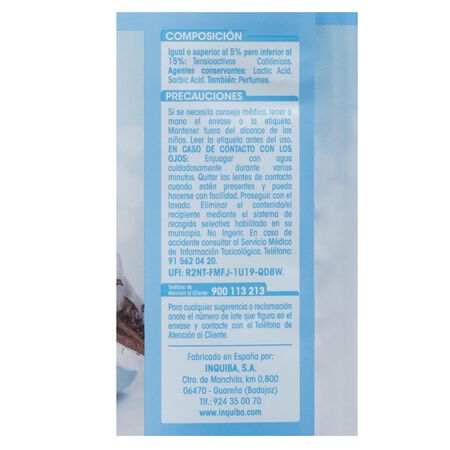 COMPOSICIÓN
Igual o superior al 5% pero inferior al
15%: Tensioactivos Catiónicos.
Agentes conservantes: Lactic Acid,
Sorbic Acid. También: Perfumes.
PRECAUCIONES
Si se necesita consejo médico, tener a
mano el envase o la etiqueta.
Mantener fuera del alcance de los
niños. Leer la etiqueta antes del uso.
EN CASO DE CONTACTO CON LOS
OJOS: Enjuagar con agua
cuidadosamente durante varios
minutos. Quitar las lentes de contacto
cuando estén presentes y pueda
hacerse con facilidad. Proseguir con el
lavado. Eliminar el contenido/el
recipiente mediante el sistema de
recogida selectiva habilitado en su
municipio. No Ingerir. En caso de
accidente consultar al Servicio Médico
de Información Toxicológica. Teléfono:
91 562 04 20.
UFI: R2NT-FMFJ-1U19-QD8W.
Teléfono de
Atención al Cliente: 900 113 213
Para cualquier sugerencia o reclamación
anote el número de lote que figura en el
envase y contacte con el Teléfono de
Atención al Cliente.
Fabricado en España por:
INQUIBA, S.A.
Ctra. de Manchita, km 0,800
06470 - Guareña (Badajoz)
Tlf.: 924 35 00 70
www.inquiba.com